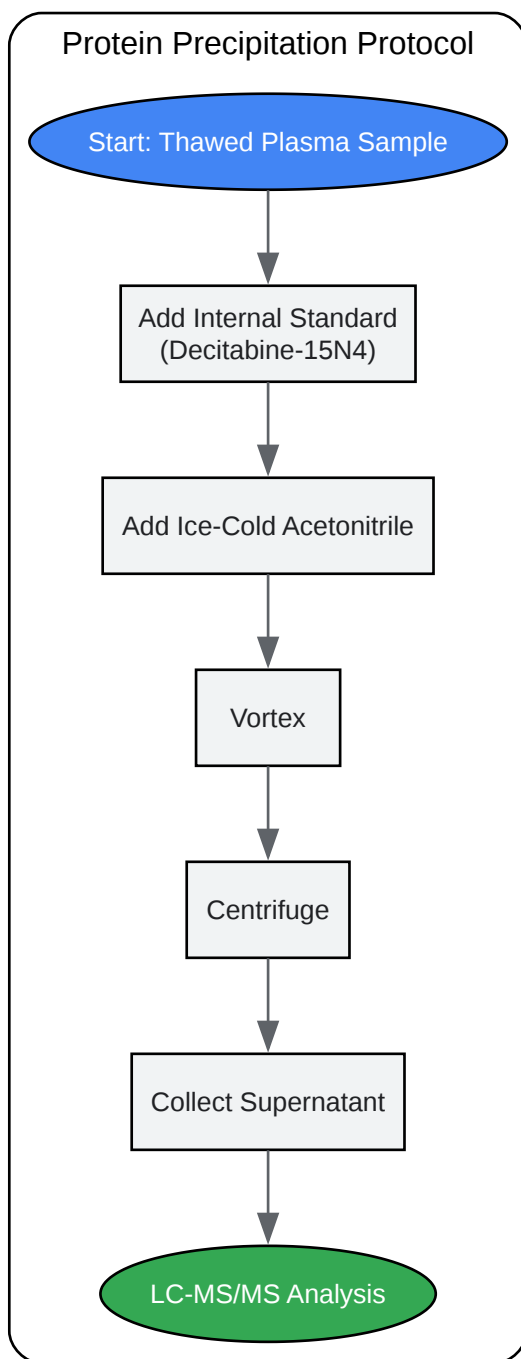 Protein Precipitation Protocol
Start: Thawed Plasma Sample
Add Internal Standard
(Decitabine-15N4)
Add Ice-Cold Acetonitrile
Vortex
Centrifuge
Collect Supernatant
LC-MS/MS Analysis